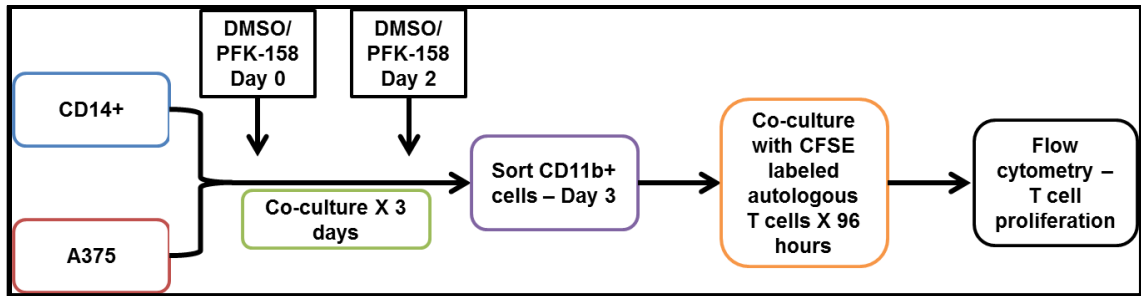 DMSO/
PFK-158
Day 0
DMSO/
PFK-158
Day 2
CD14+
A375
Co-culture X 3
days
Sort CD11b+
cells – Day 3
Co-culture
with CFSE
labeled
autologous
T cells X 96
hours
Flow
cytometry –
T cell
proliferation